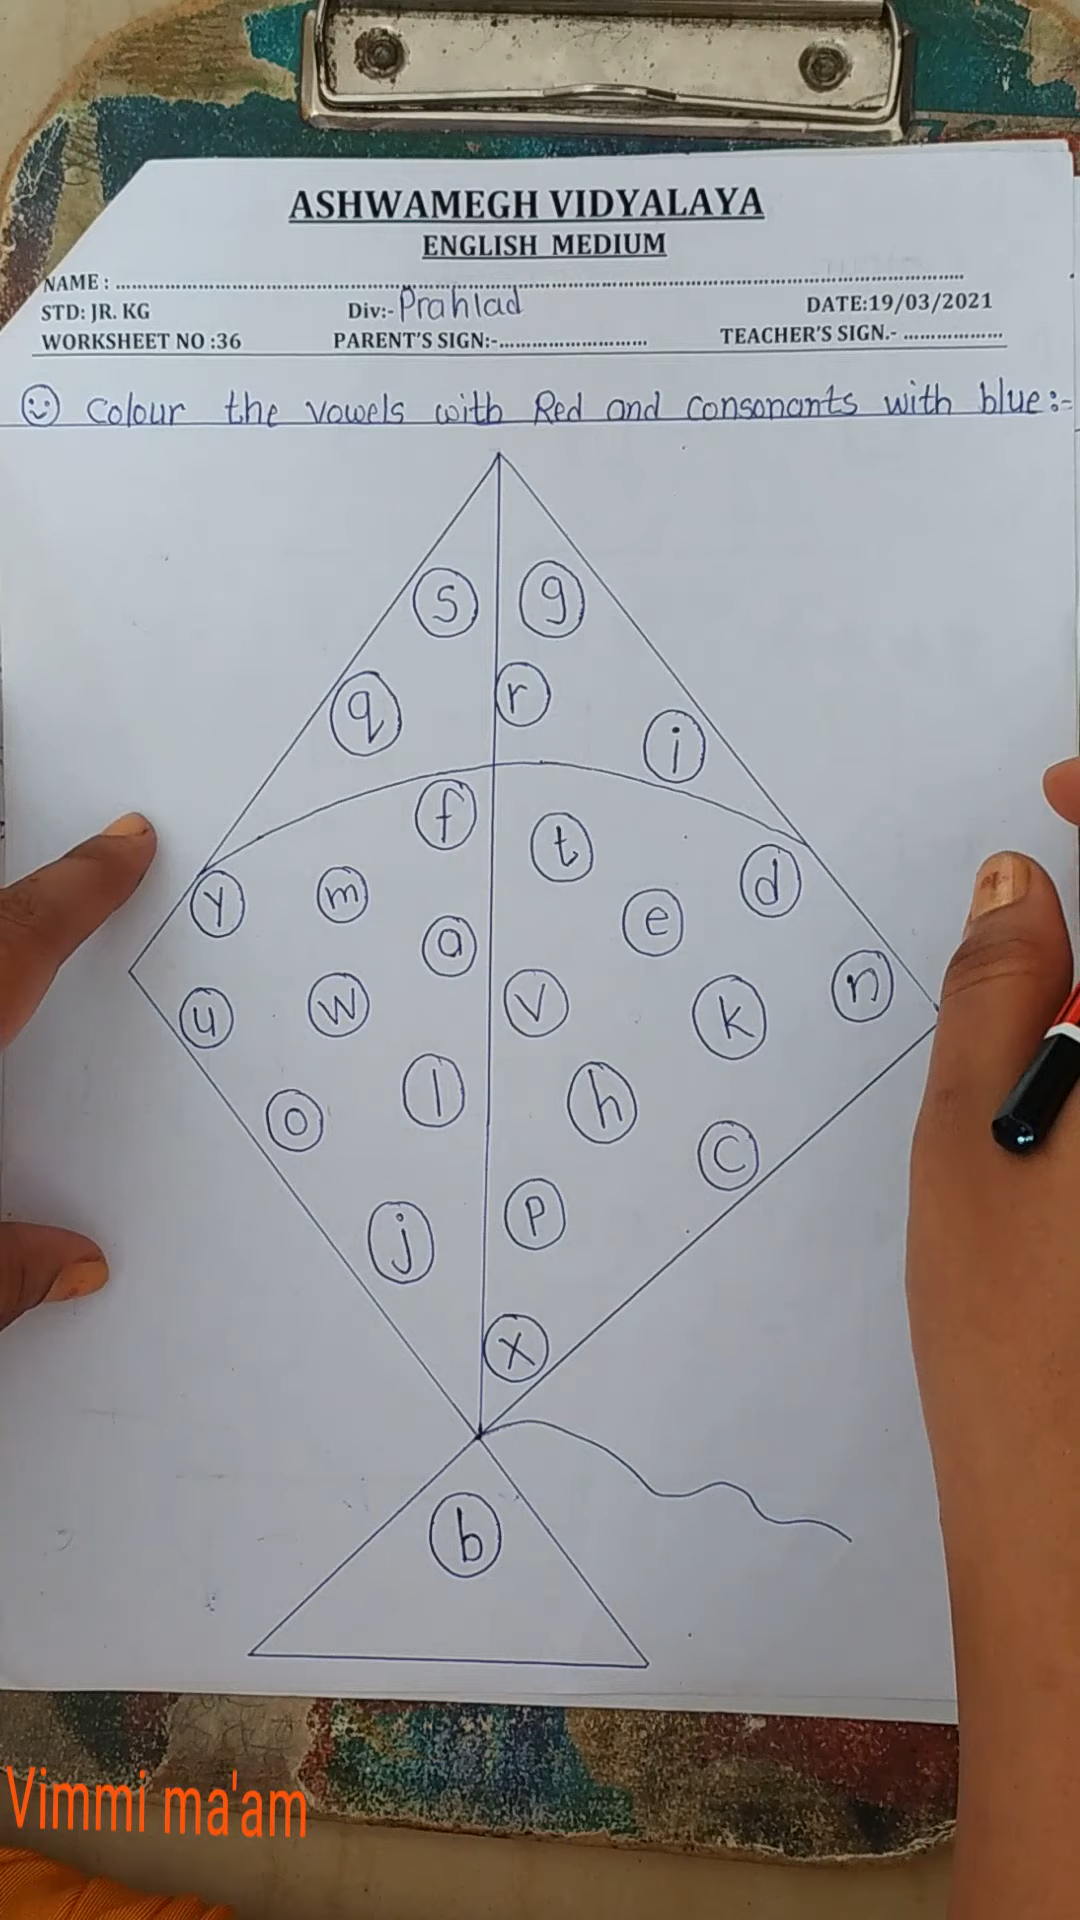 ASHWAMEGH VIDYALAYA
ENGLISH MEDIUM
NAME : ........................................................................
STD: JR. KG Div:- Prahlad DATE:19/03/2021
WORKSHEET NO :36 PARENT'S SIGN:-........................... TEACHER'S SIGN.- ..................
Colour the vowels with Red and consonants with blue:-
s g
q r i
f t
y m a e d
u w v k n
o l h c
j p
x
b
Vimmi ma'am